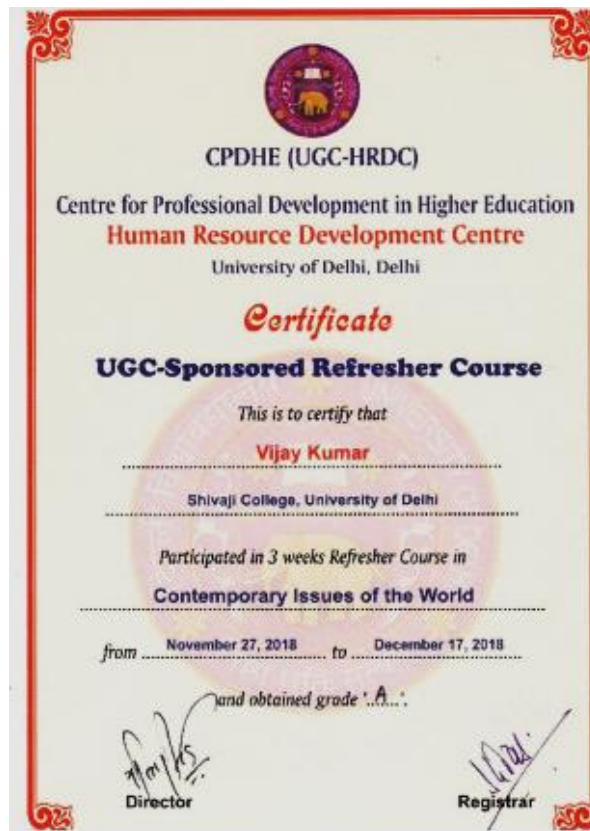 CPDHE (UGC-HRDC)
Centre for Professional Development in Higher Education
Human Resource Development Centre
University of Delhi, Delhi
Certificate
UGC-Sponsored Refresher Course
This is to certify that
Vijay Kumar
Shivaji College, University of Delhi
Participated in 3 weeks Refresher Course in
Contemporary Issues of the World
from November 27, 2018 to December 17, 2018
and obtained grade '..A...'.
Director Registrar